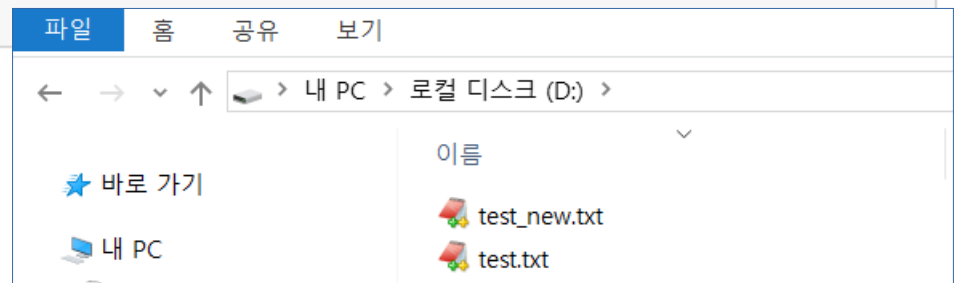 파일 홈 공유 보기
내 PC 로컬 디스크 (D:)
이름
바로 가기
test_new.txt
내 PC
test.txt